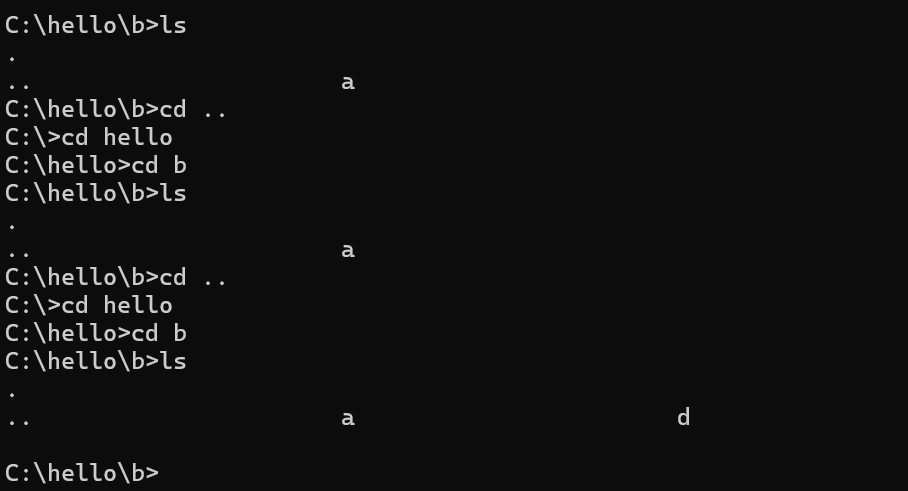 C:\hello\b>ls
.
..                      a
C:\hello\b>cd ..
C:\>cd hello
C:\hello>cd b
C:\hello\b>ls
.
..                      a
C:\hello\b>cd ..
C:\>cd hello
C:\hello>cd b
C:\hello\b>ls
.
..                      a                       d
C:\hello\b>